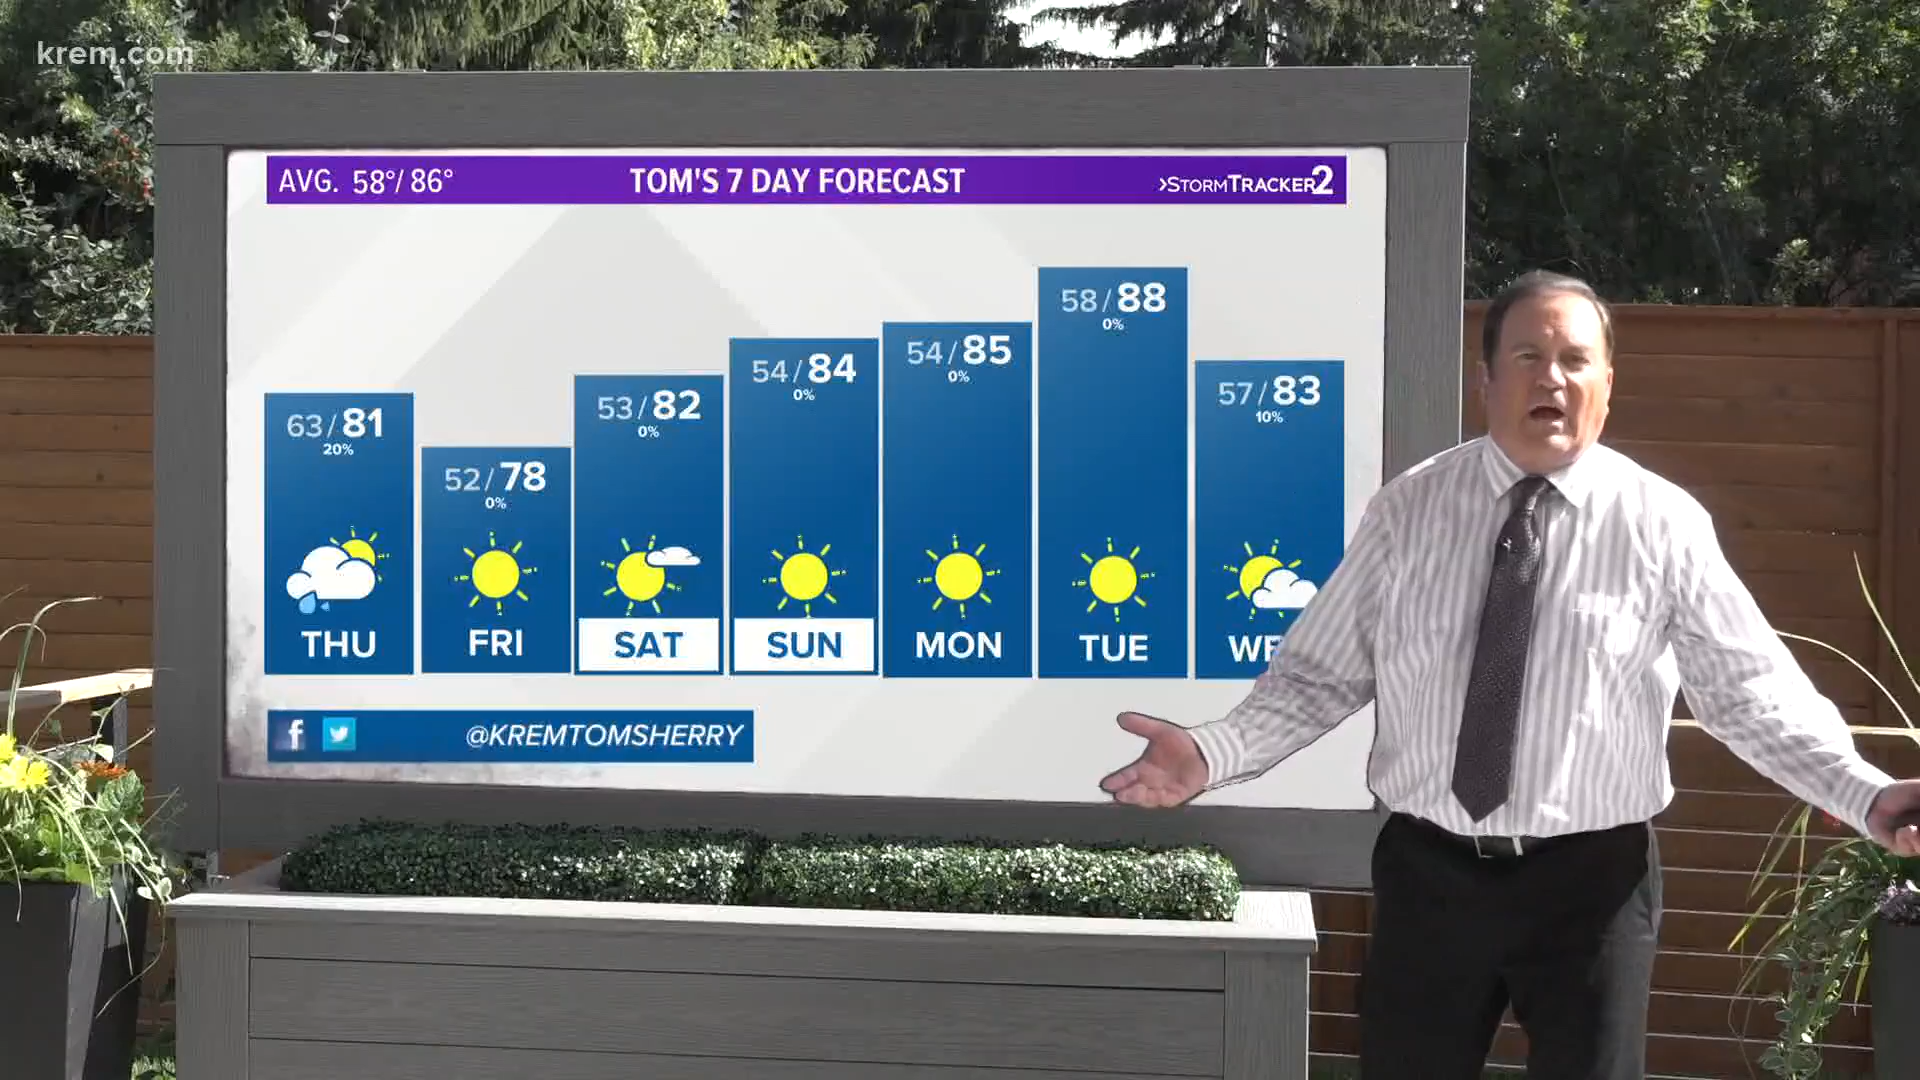 krem.com
AVG. 58°/86° TOM'S 7 DAY FORECAST >STORMTRACKER2
63/81 52/78 53/82 54/84 54/85 58/88 57/83
20% 0% 0% 0% 0% 0% 10%
THU FRI SAT SUN MON TUE WE
f @KREMTOMSHERRY